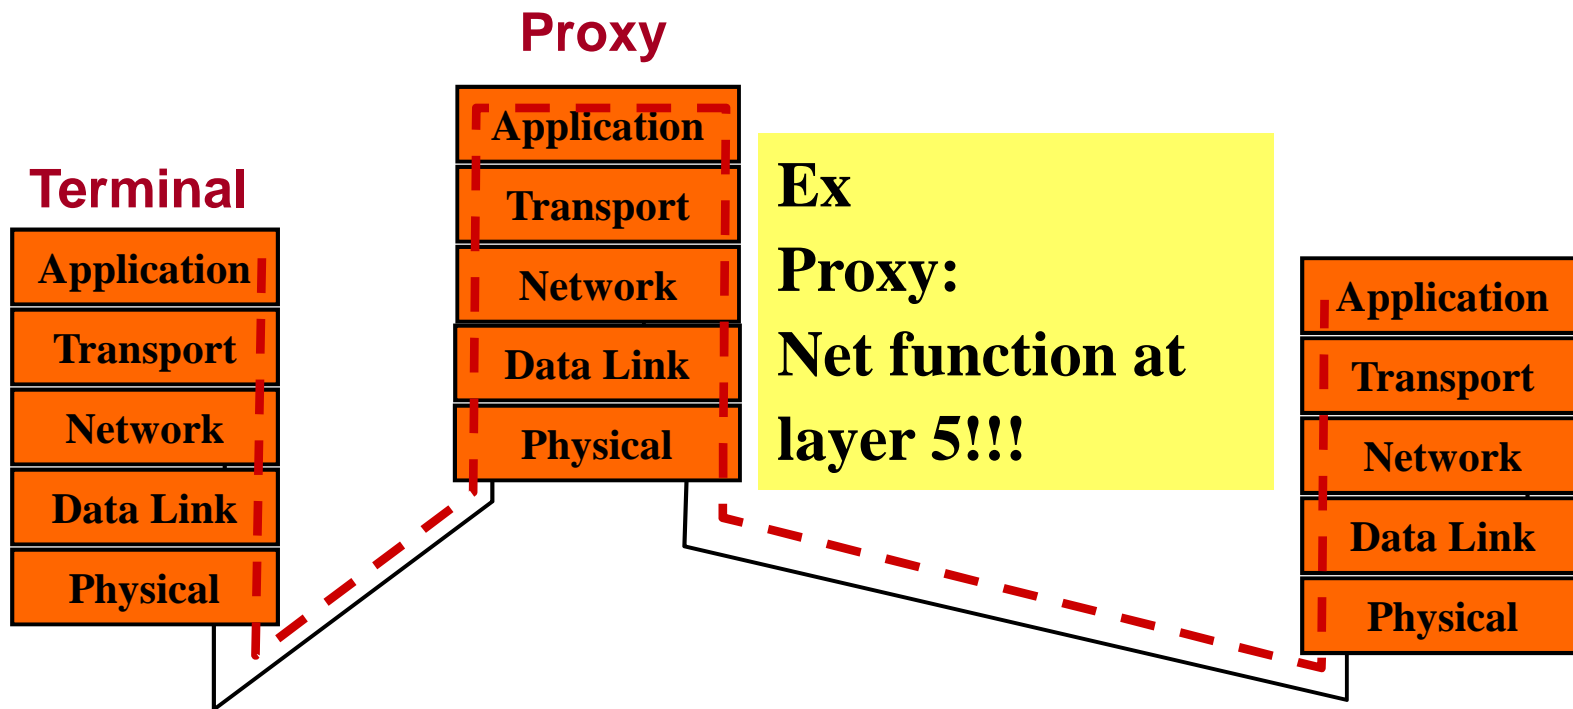 Proxy
Application
Transport
Network
Data Link
Physical
Terminal
Application
Transport
Network
Data Link
Physical
Ex
Proxy:
Net function at
layer 5!!!
Application
Transport
Network
Data Link
Physical